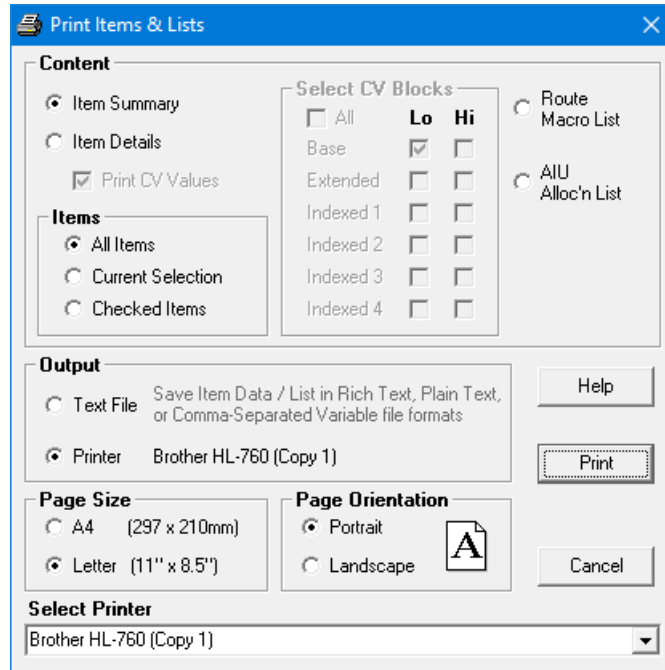 Print Items & Lists
Content
Item Summary
Item Details
Print CV Values
Items
All Items
Current Selection
Checked Items
Select CV Blocks
All Lo Hi
Base
Extended
Indexed 1
Indexed 2
Indexed 3
Indexed 4
Route
Macro List
AIU
Alloc'n List
Output
Text File Save Item Data / List in Rich Text, Plain Text,
or Comma-Separated Variable file formats
Printer Brother HL-760 (Copy 1)
Help
Print
Page Size
A4 (297 x 210mm)
Letter (11" x 8.5")
Page Orientation
Portrait
Landscape
A
Cancel
Select Printer
Brother HL-760 (Copy 1)